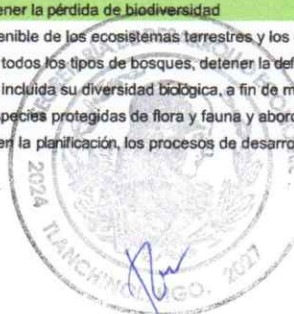 ener la pérdida de biodiversidad
enible de los ecosistemas terrestres y los
todos los tipos de bosques, detener la def
incluida su diversidad biológica, a fin de m
species protegidas de flora y fauna y abord
en la planificación, los procesos de desarro
2024
2027